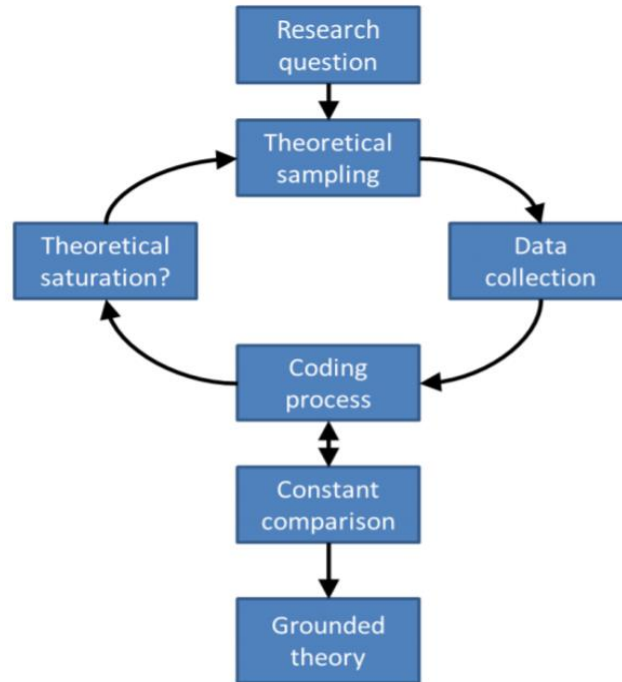 Research
question
Theoretical
sampling
Theoretical
saturation?
Data
collection
Coding
process
Constant
comparison
Grounded
theory